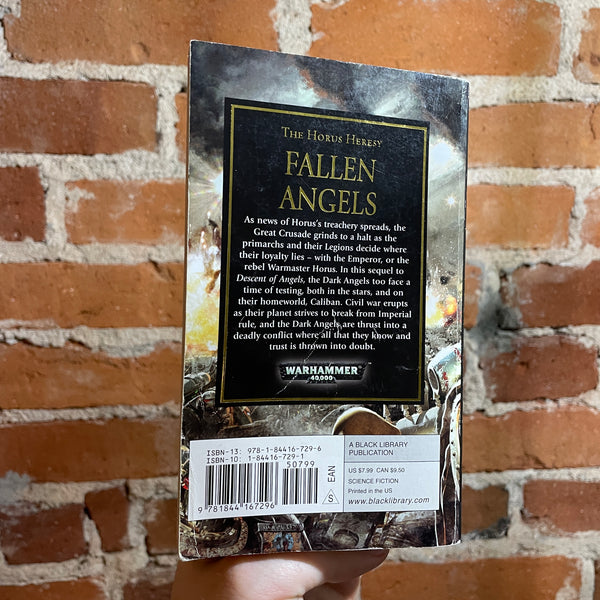 THE HORUS HERESY
FALLEN
ANGELS
As news of Horus's treachery spreads, the
Great Crusade grinds to a halt as the
primarchs and their Legions decide where
their loyalty lies – with the Emperor, or the
rebel Warmaster Horus. In this sequel to
Descent of Angels, the Dark Angels too face a
time of testing, both in the stars, and on
their homeworld, Caliban. Civil war erupts
as their planet strives to break from Imperial
rule, and the Dark Angels are thrust into a
deadly conflict where all that they know and
trust is thrown into doubt.
WARHAMMER
40,000
ISBN-13: 978-1-84416-729-6
ISBN-10: 1-84416-729-1
50799
9 781844 167296
EAN
S
A BLACK LIBRARY
PUBLICATION
US $7.99 CAN $9.50
SCIENCE FICTION
Printed in the US
www.blacklibrary.com